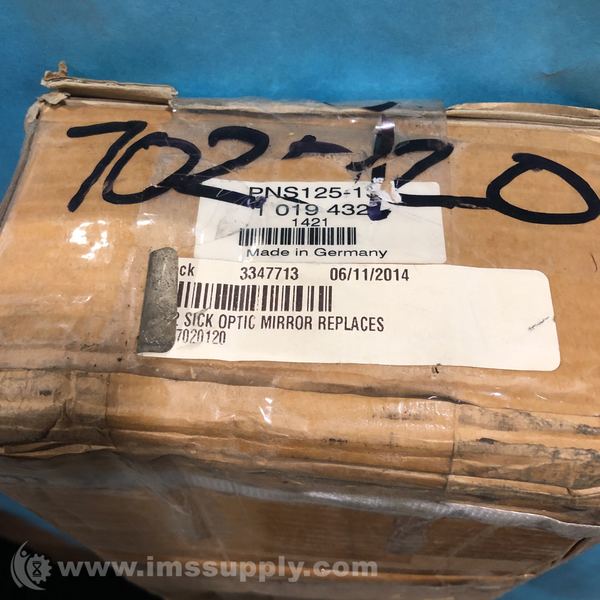 702-120
PNS125-1
1 019 432
1421
Made in Germany
ck 3347713 06/11/2014
2 SICK OPTIC MIRROR REPLACES
7020120
www.imssupply.com